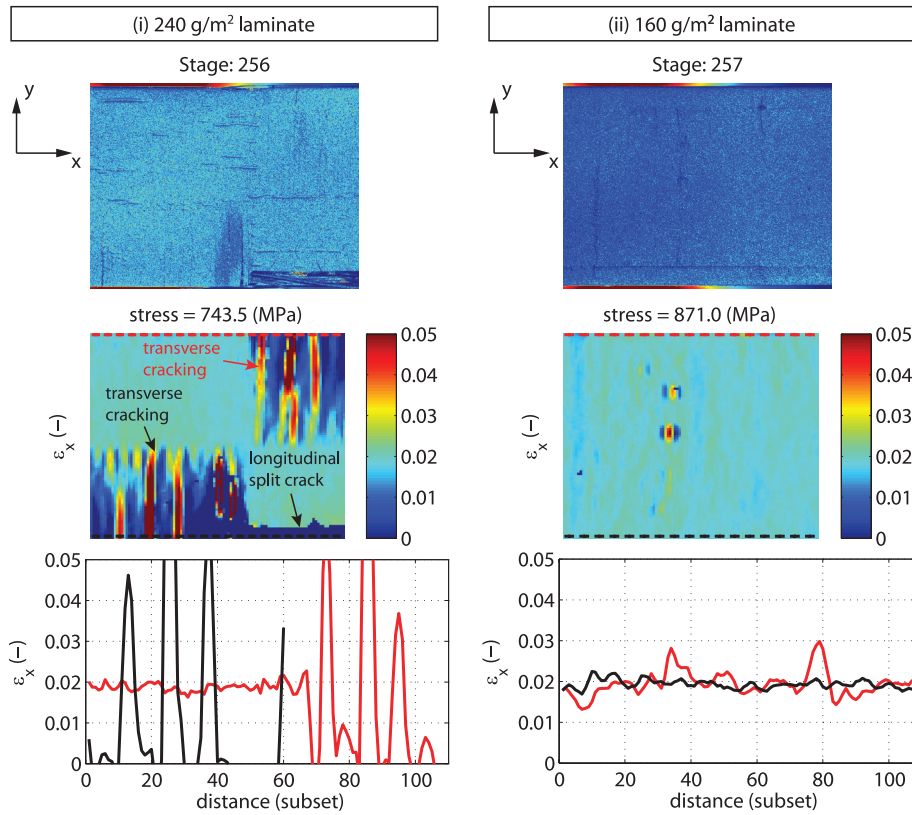 (i) 240 g/m² laminate
(ii) 160 g/m² laminate
Stage: 256
Stage: 257
y
x
y
x
stress = 743.5 (MPa)
stress = 871.0 (MPa)
transverse
cracking
transverse
cracking
longitudinal
split crack
εx (−)
0.05
0.04
0.03
0.02
0.01
0
εx (−)
0.05
0.04
0.03
0.02
0.01
0
εx (−)
0.05
0.04
0.03
0.02
0.01
0
0 20 40 60 80 100
distance (subset)
εx (−)
0.05
0.04
0.03
0.02
0.01
0
0 20 40 60 80 100
distance (subset)